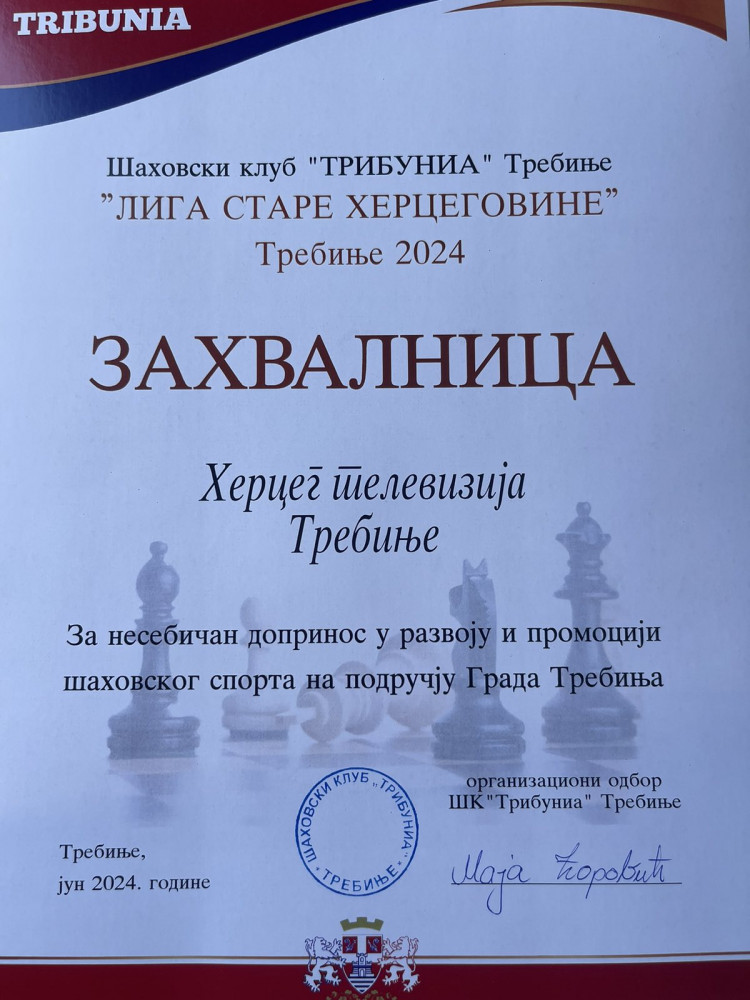 TRIBUNIA
Шаховски клуб "ТРИБУНИА" Требиње
”ЛИГА СТАРЕ ХЕРЦЕГОВИНЕ”
Требиње 2024
ЗАХВАЛНИЦА
Херцег телевизија
Требиње
За несебичан допринос у развоју и промоцији
шаховског спорта на подручју Града Требиња
организациони одбор
ШК"Трибуниа" Требиње
ШАХОВСКИ КЛУБ „ТРИБУНИА“
ТРЕБИЊЕ
Требиње,
јун 2024. године
Маја Ћоровић